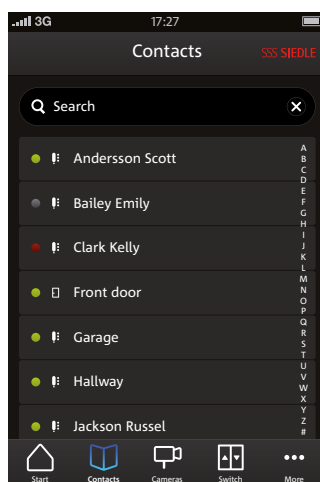 3G 17:27
Contacts SSS SIEDLE
Search
Andersson Scott
Bailey Emily
Clark Kelly
Front door
Garage
Hallway
Jackson Russel
A
B
C
D
E
F
G
H
I
J
K
L
M
N
O
P
Q
R
S
T
U
V
W
X
Y
Z
#
Start Contacts Cameras Switch More